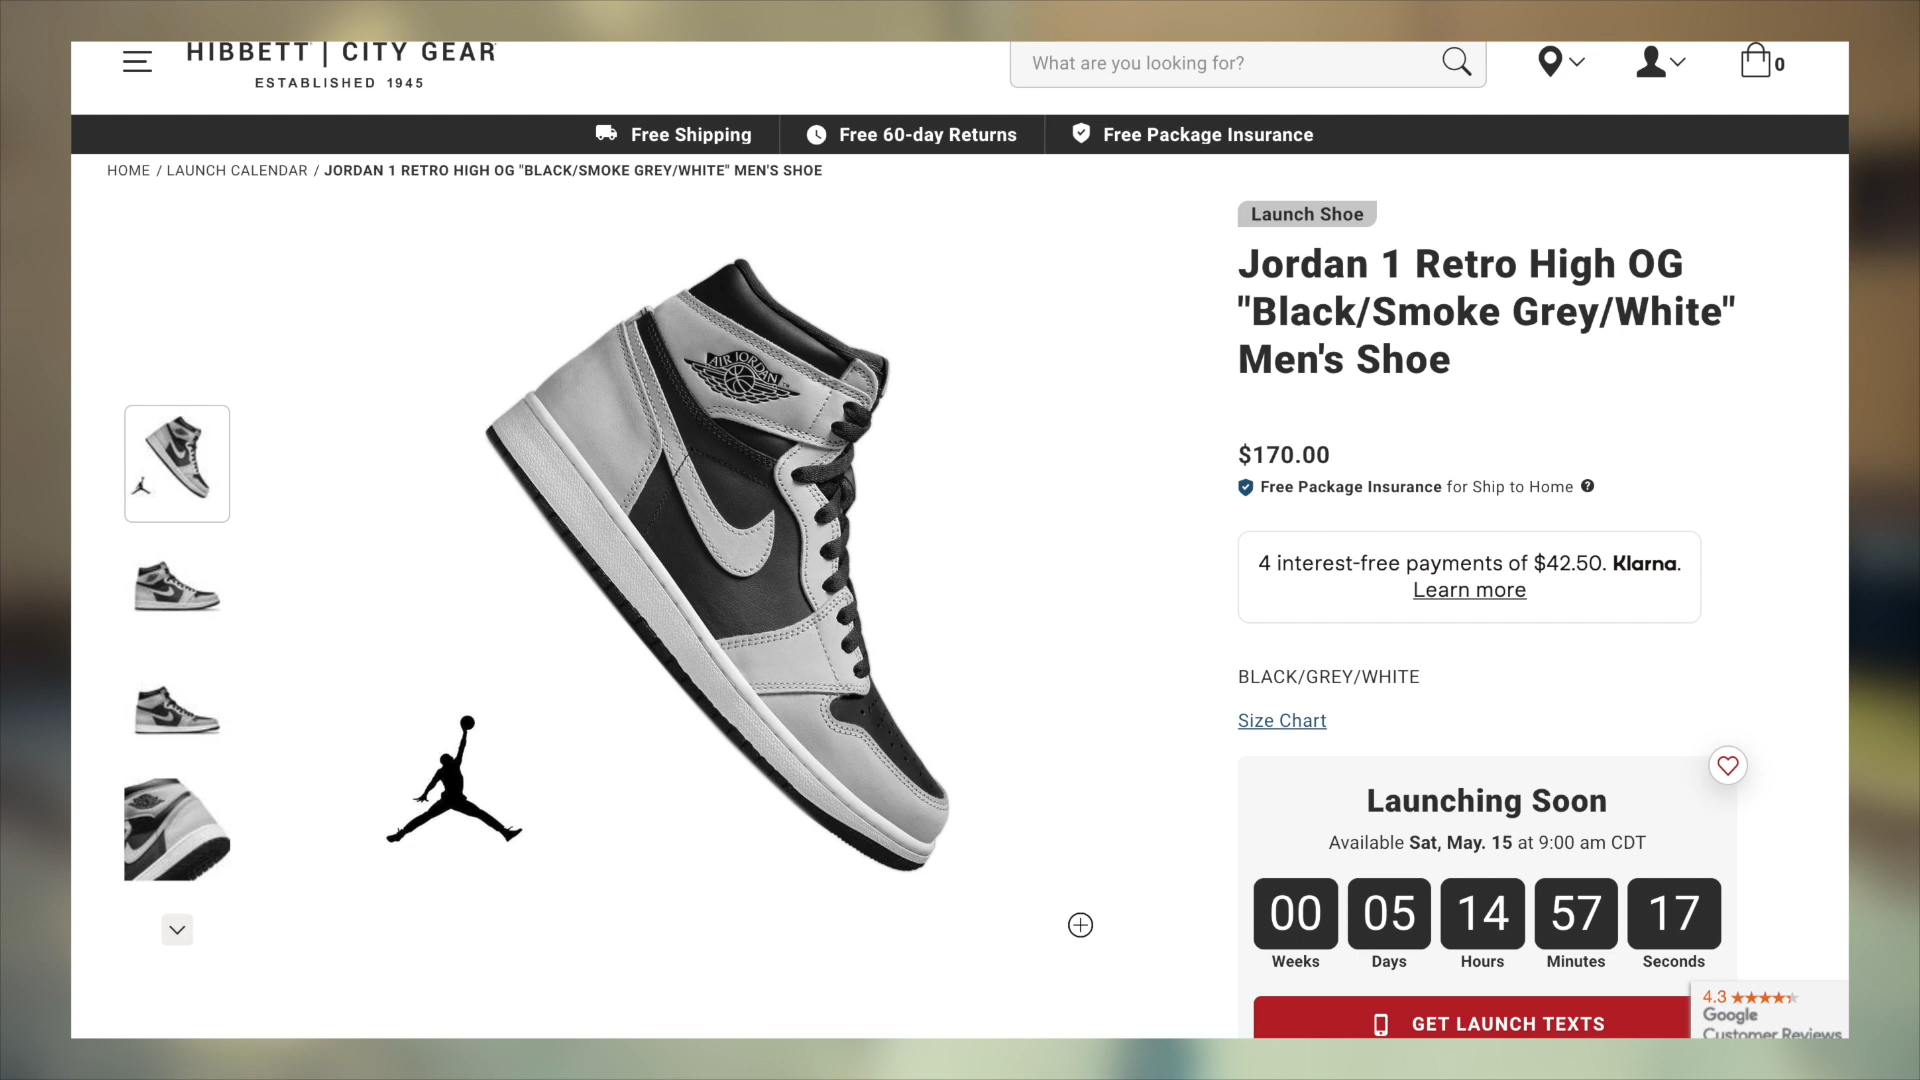 HIBBETT | CITY GEAR
ESTABLISHED 1945
What are you looking for?
0
Free Shipping
Free 60-day Returns
Free Package Insurance
HOME / LAUNCH CALENDAR / JORDAN 1 RETRO HIGH OG "BLACK/SMOKE GREY/WHITE" MEN'S SHOE
Launch Shoe
Jordan 1 Retro High OG
"Black/Smoke Grey/White"
Men's Shoe
AIR JORDAN
$170.00
Free Package Insurance for Ship to Home ?
4 interest-free payments of $42.50. Klarna.
Learn more
BLACK/GREY/WHITE
Size Chart
Launching Soon
Available Sat, May. 15 at 9:00 am CDT
00 05 14 57 17
Weeks Days Hours Minutes Seconds
GET LAUNCH TEXTS
4.3
Google
Customer Reviews